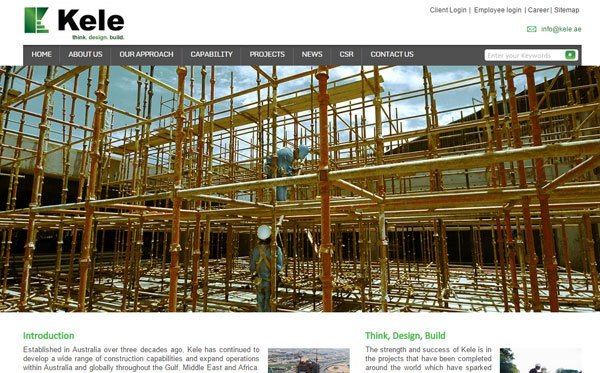 Client Login | Employee login | Career | Sitemap
Kele
think. design. build.
info@kele.ae
HOME ABOUT US OUR APPROACH CAPABILITY PROJECTS NEWS CSR CONTACT US
Enter your Keywords
Introduction
Established in Australia over three decades ago, Kele has continued to
develop a wide range of construction capabilities and expand operations
within Australia and globally throughout the Gulf, Middle East and Africa.
Think, Design, Build
The strength and success of Kele is in
the projects that have been completed
around the world which have sparked